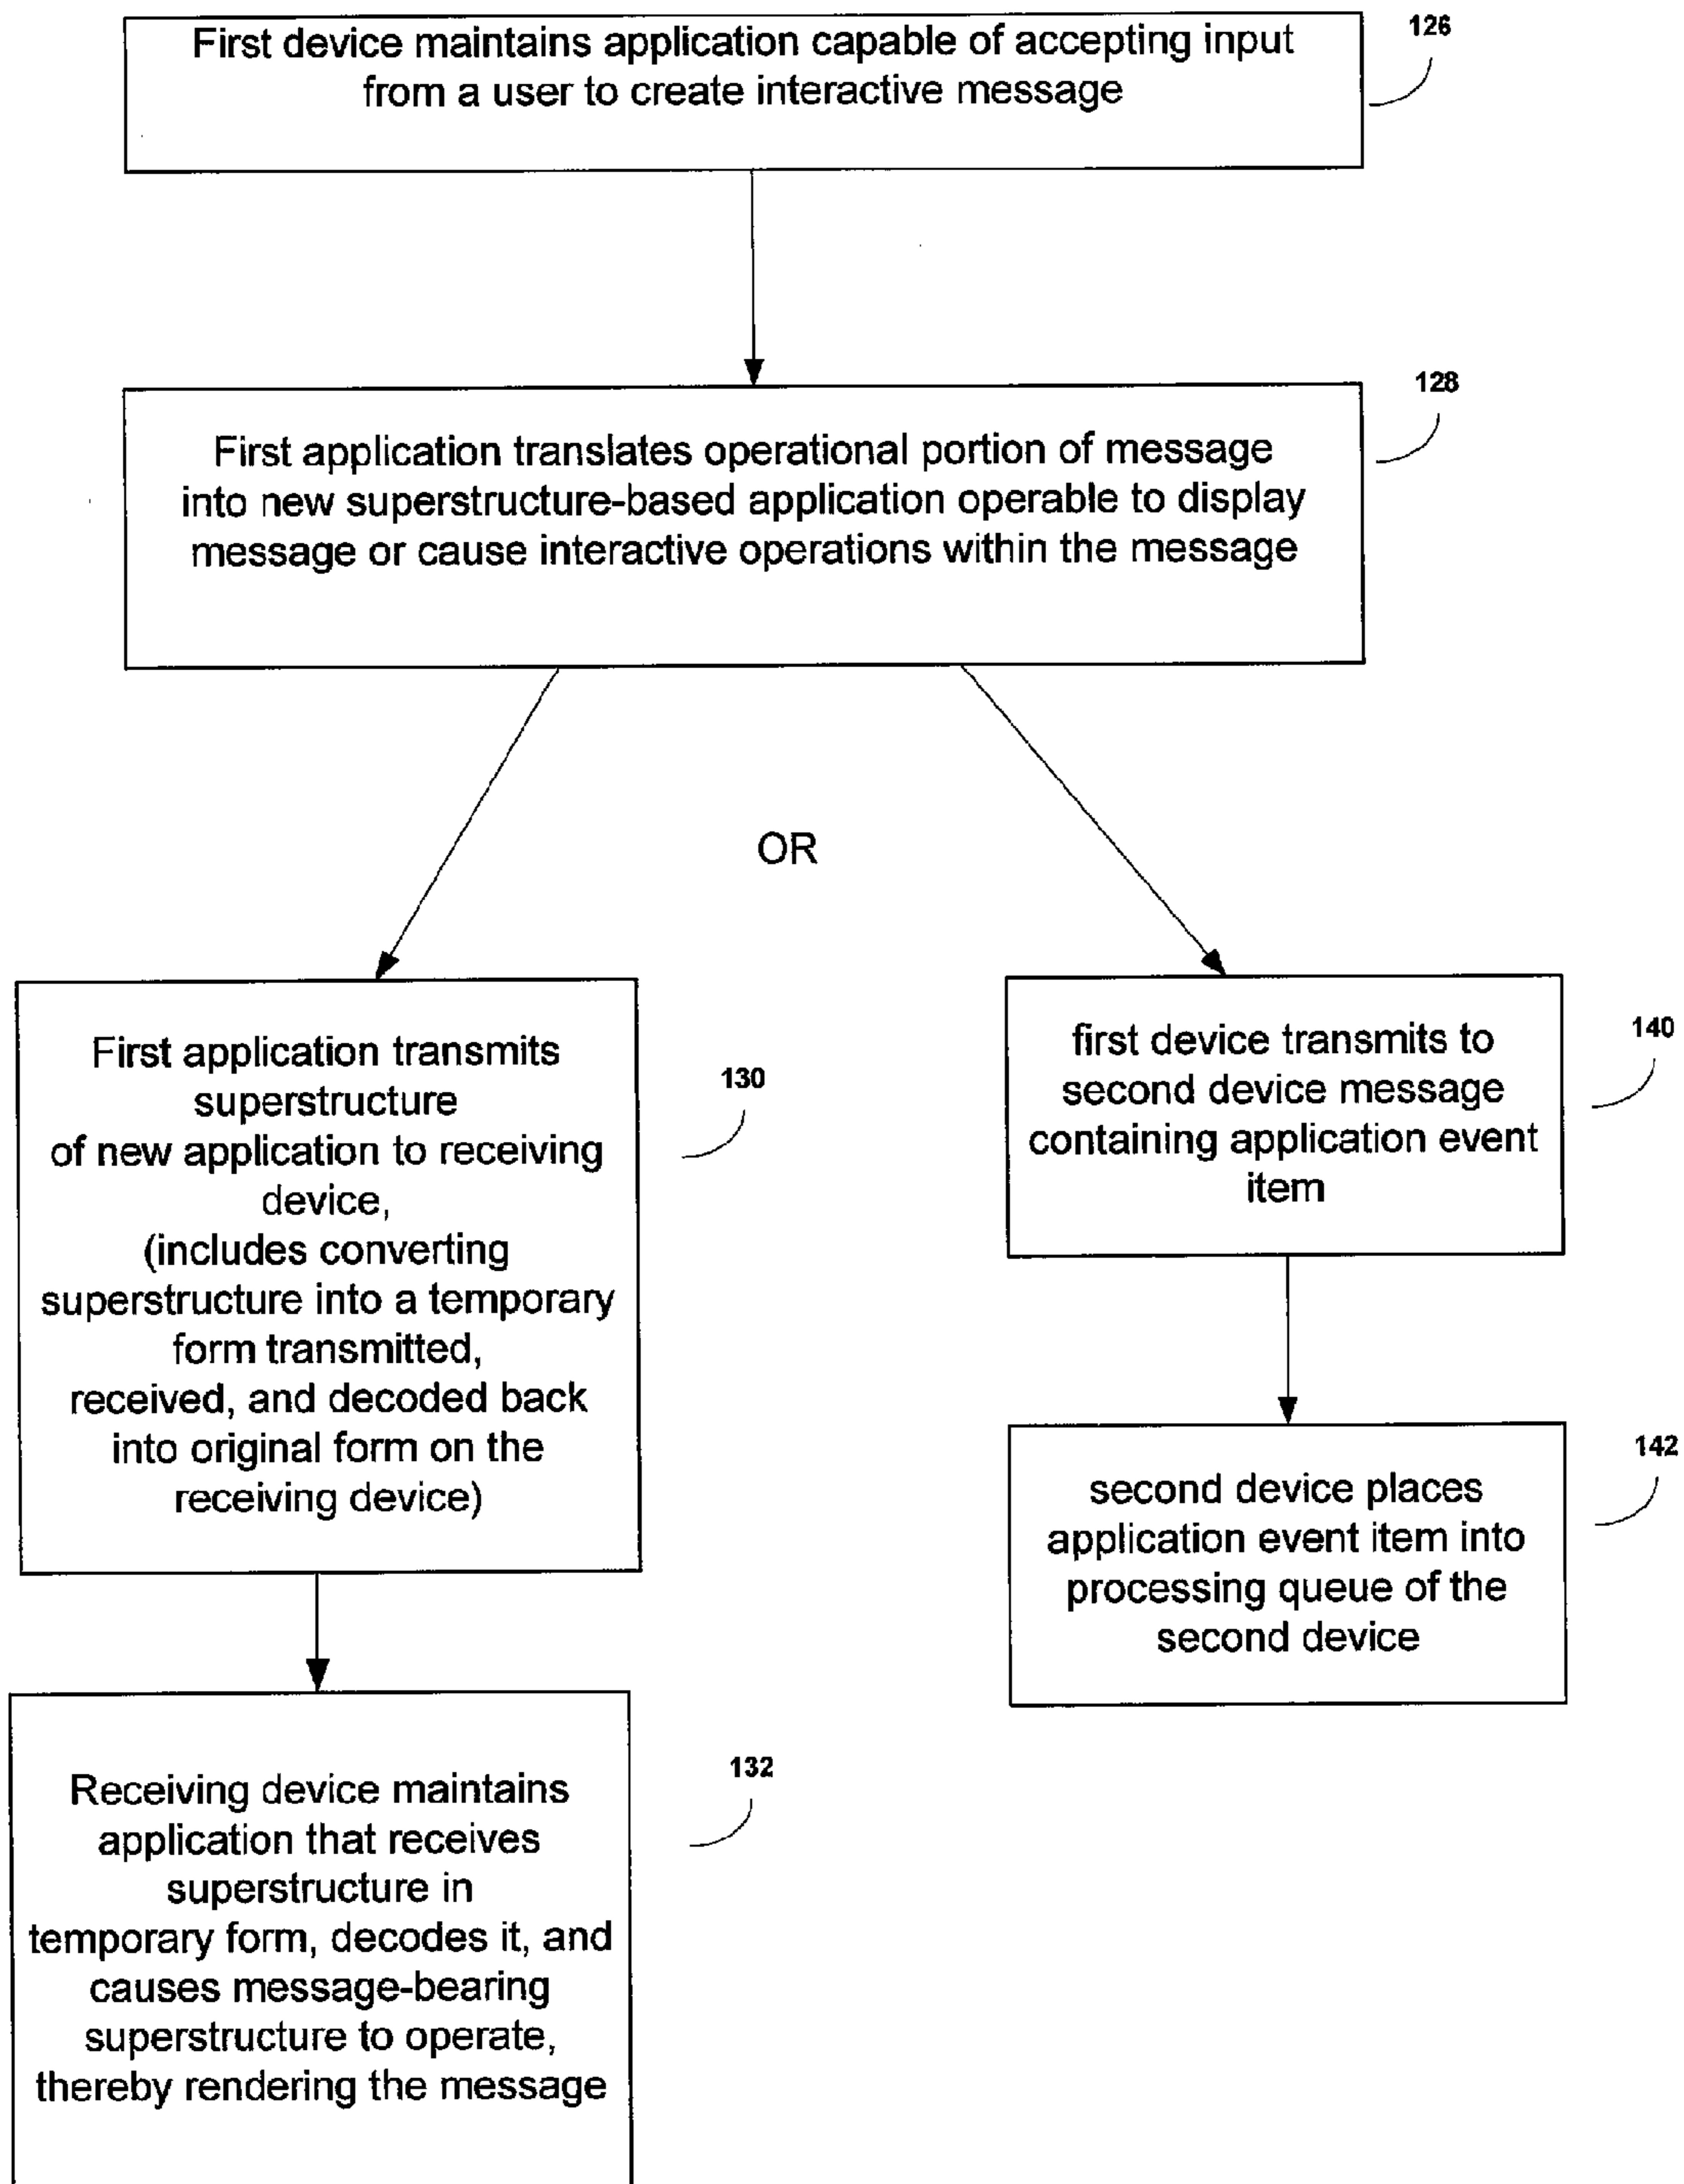 First device maintains application capable of accepting input
from a user to create interactive message
126
First application translates operational portion of message
into new superstructure-based application operable to display
message or cause interactive operations within the message
128
OR
First application transmits
superstructure
of new application to receiving
device,
(includes converting
superstructure into a temporary
form transmitted,
received, and decoded back
into original form on the
receiving device)
130
Receiving device maintains
application that receives
superstructure in
temporary form, decodes it, and
causes message-bearing
superstructure to operate,
thereby rendering the message
132
first device transmits to
second device message
containing application event
item
140
second device places
application event item into
processing queue of the
second device
142